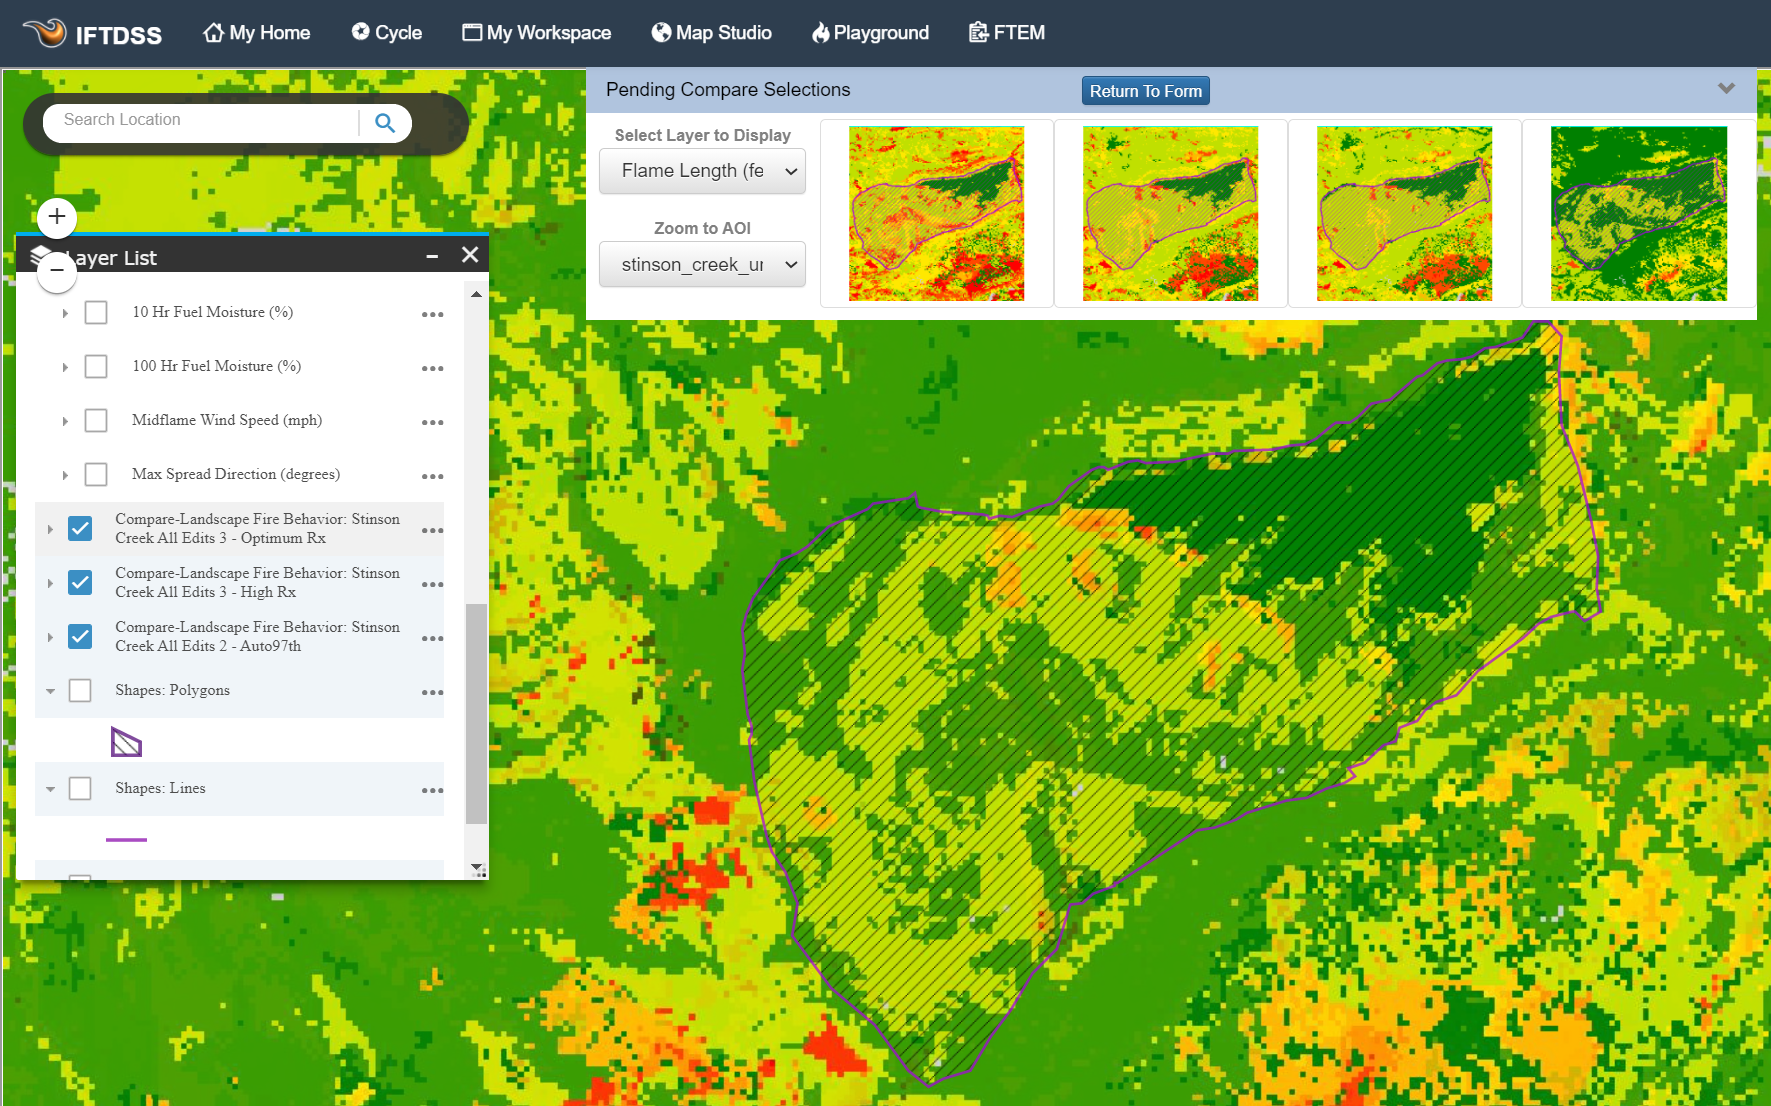 IFTDSS
My Home
Cycle
My Workspace
Map Studio
Playground
FTEM
Search Location
Pending Compare Selections
Return To Form
Select Layer to Display
Flame Length (fe
Zoom to AOI
stinson_creek_ur
Layer List
10 Hr Fuel Moisture (%)
100 Hr Fuel Moisture (%)
Midflame Wind Speed (mph)
Max Spread Direction (degrees)
Compare-Landscape Fire Behavior: Stinson
Creek All Edits 3 - Optimum Rx
Compare-Landscape Fire Behavior: Stinson
Creek All Edits 3 - High Rx
Compare-Landscape Fire Behavior: Stinson
Creek All Edits 2 - Auto97th
Shapes: Polygons
Shapes: Lines